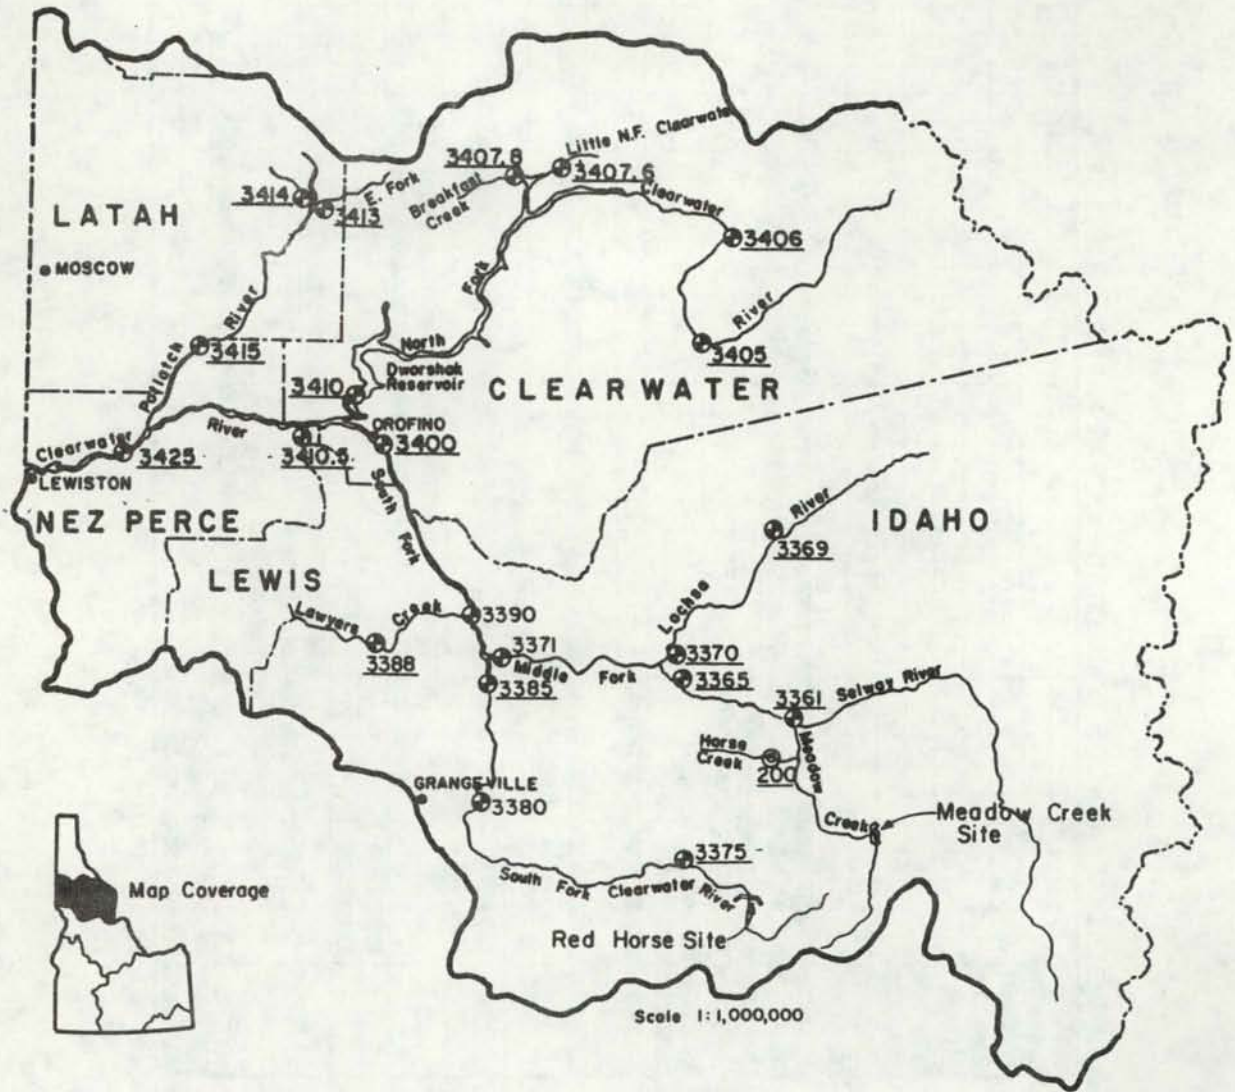 Little N.F. Clearwater
3407.8
3407.6
3414
E. Fork
Breakfast
Creek
Clearwater
3413
LATAH
3406
MOSCOW
Fork
River
River
3415
North
3405
Potlatch
Dworshak
Reservoir
3410
CLEARWATER
River
OROFINO
Clearwater
3400
3425
3410.5
LEWISTON
South
Fork
NEZ PERCE
River
IDAHO
3369
LEWIS
Lawyers
Creek
3390
Lochsa
3388
3371
Middle
Fork
3370
3385
3365
3361
Selway River
Horse
Creek
Meadow
200
GRANGEVILLE
3380
Creek
Meadow Creek
Site
3375
South Fork Clearwater River
Map Coverage
Red Horse Site
Scale 1:1,000,000